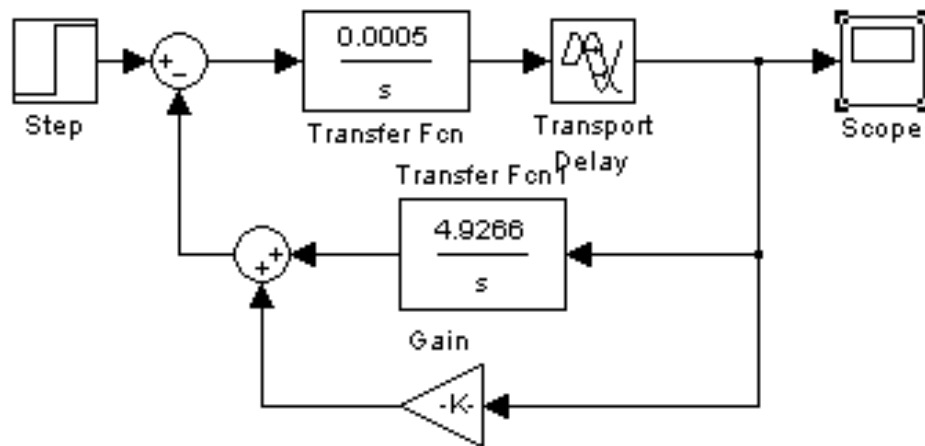 0.0005
s
Step
Transfer Fcn
Transport
Delay
Scope
Transfer Fcn1
4.9266
s
Gain
-K-